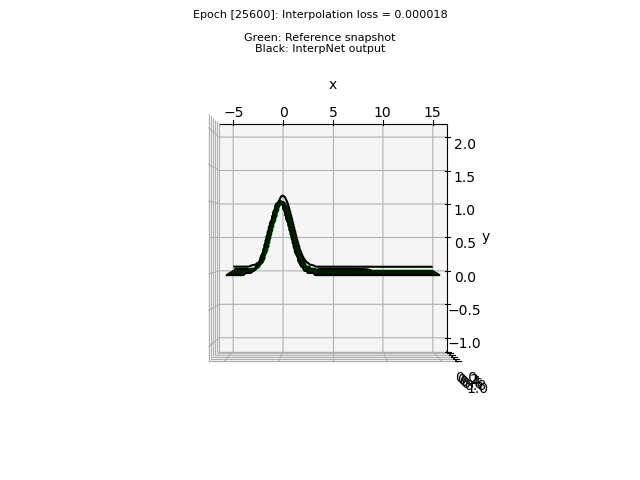 Epoch [25600]: Interpolation loss = 0.000018
Green: Reference snapshot
Black: InterpNet output
x
−5 0 5 10 15
2.0
1.5
1.0
0.5
y
0.0
−0.5
−1.0